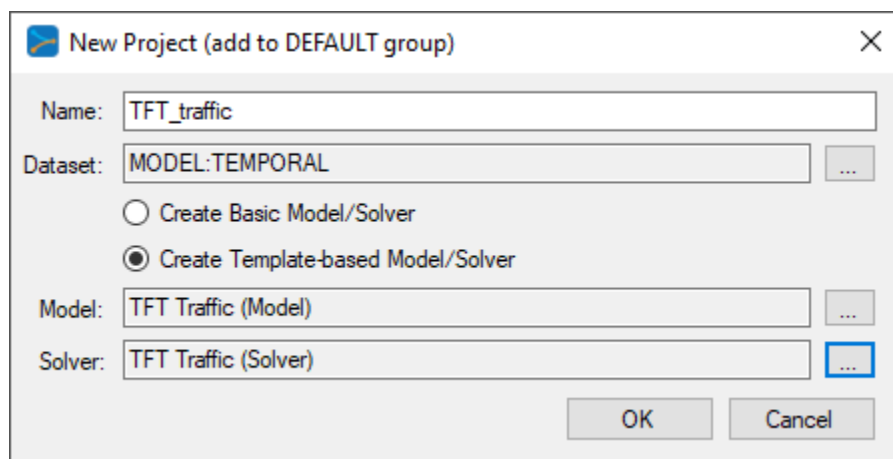 New Project (add to DEFAULT group)
Name: TFT_traffic
Dataset: MODEL:TEMPORAL ...
Create Basic Model/Solver
Create Template-based Model/Solver
Model: TFT Traffic (Model) ...
Solver: TFT Traffic (Solver) ...
OK Cancel